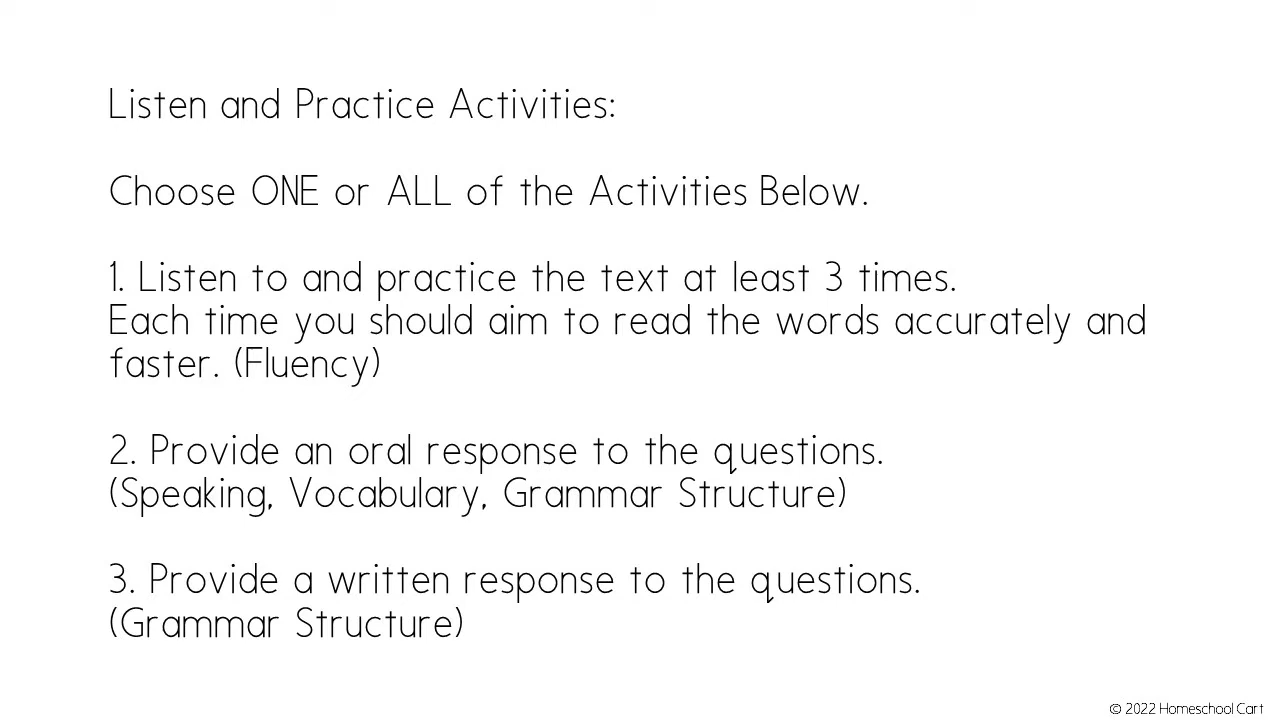 Listen and Practice Activities:
Choose ONE or ALL of the Activities Below.
1. Listen to and practice the text at least 3 times.
Each time you should aim to read the words accurately and
faster. (Fluency)
2. Provide an oral response to the questions.
(Speaking, Vocabulary, Grammar Structure)
3. Provide a written response to the questions.
(Grammar Structure)
© 2022 Homeschool Cart